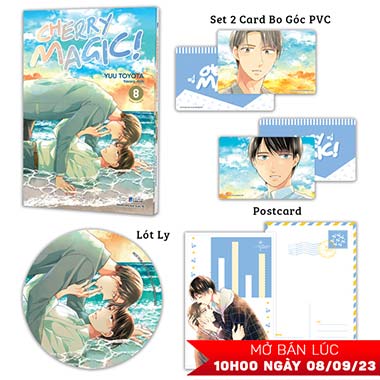 CHERRY
MAGIC!
YUU TOYOTA
8
Set 2 Card Bo Góc PVC
Postcard
Lót Ly
MỞ BÁN LÚC
10H00 NGÀY 08/09/23